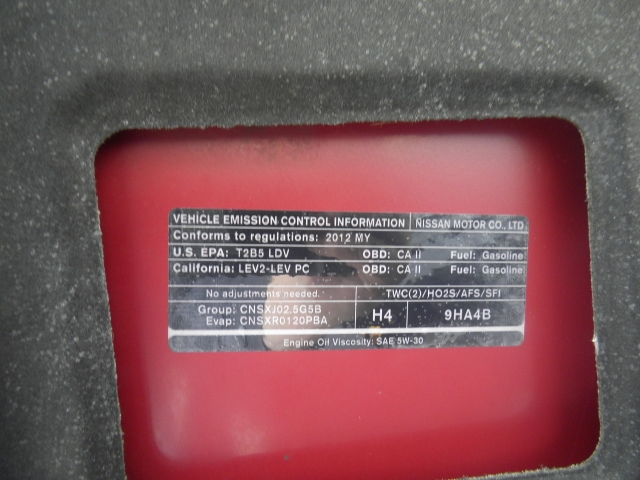 VEHICLE EMISSION CONTROL INFORMATION NISSAN MOTOR CO., LTD.
Conforms to regulations: 2012 MY
U.S. EPA: T2B5 LDV OBD: CA II Fuel: Gasoline
California: LEV2-LEV PC OBD: CA II Fuel: Gasoline
No adjustments needed. TWC(2)/HO2S/AFS/SFI
Group: CNSXJ02.5G5B
Evap: CNSXR0120PBA
H4 9HA4B
Engine Oil Viscosity: SAE 5W-30